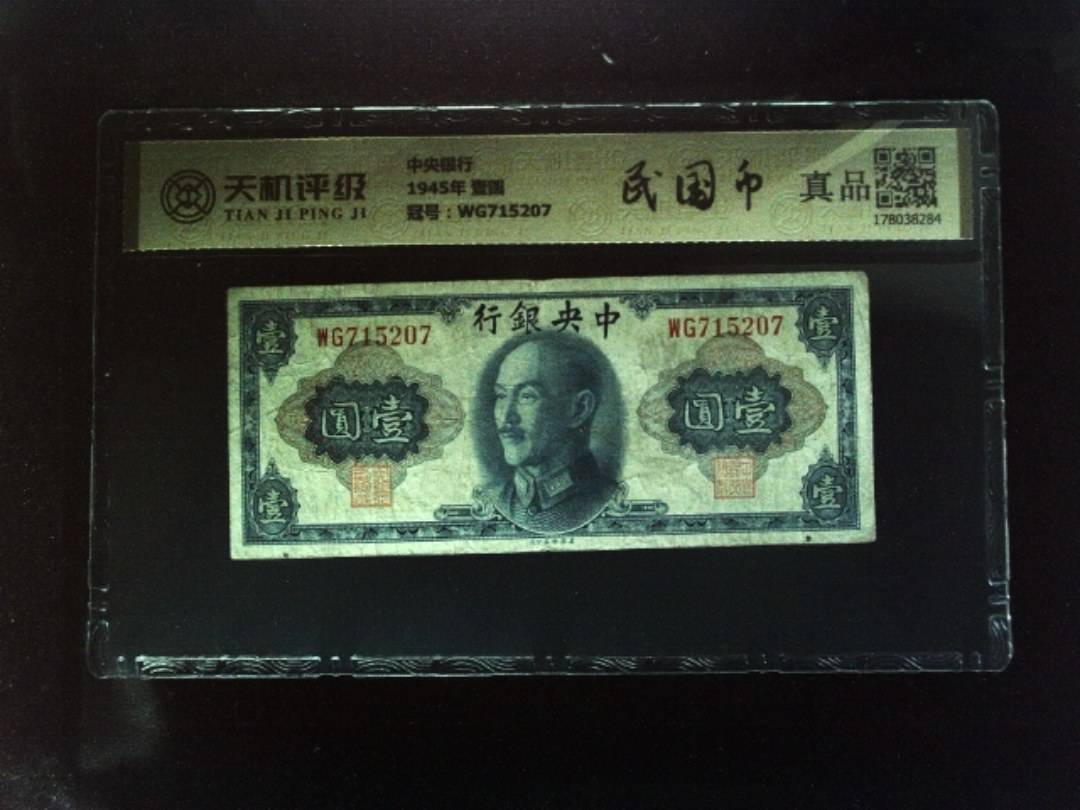 天机评级
TIAN JI PING JI
中央银行
1945年 壹圆
冠号：WG715207
民国币
真品
178038284
行銀央中
WG715207
WG715207
壹
壹
圓壹
圓壹
壹
壹